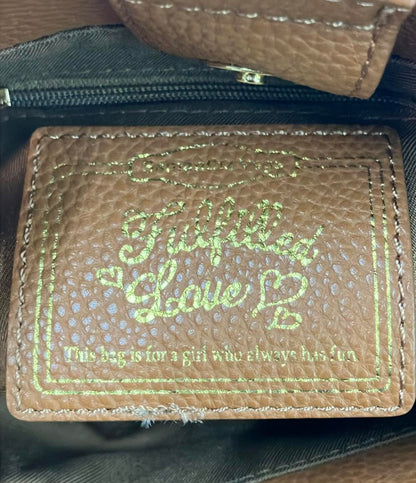 Fulfilled
Love
This bag is for a girl who always has fun